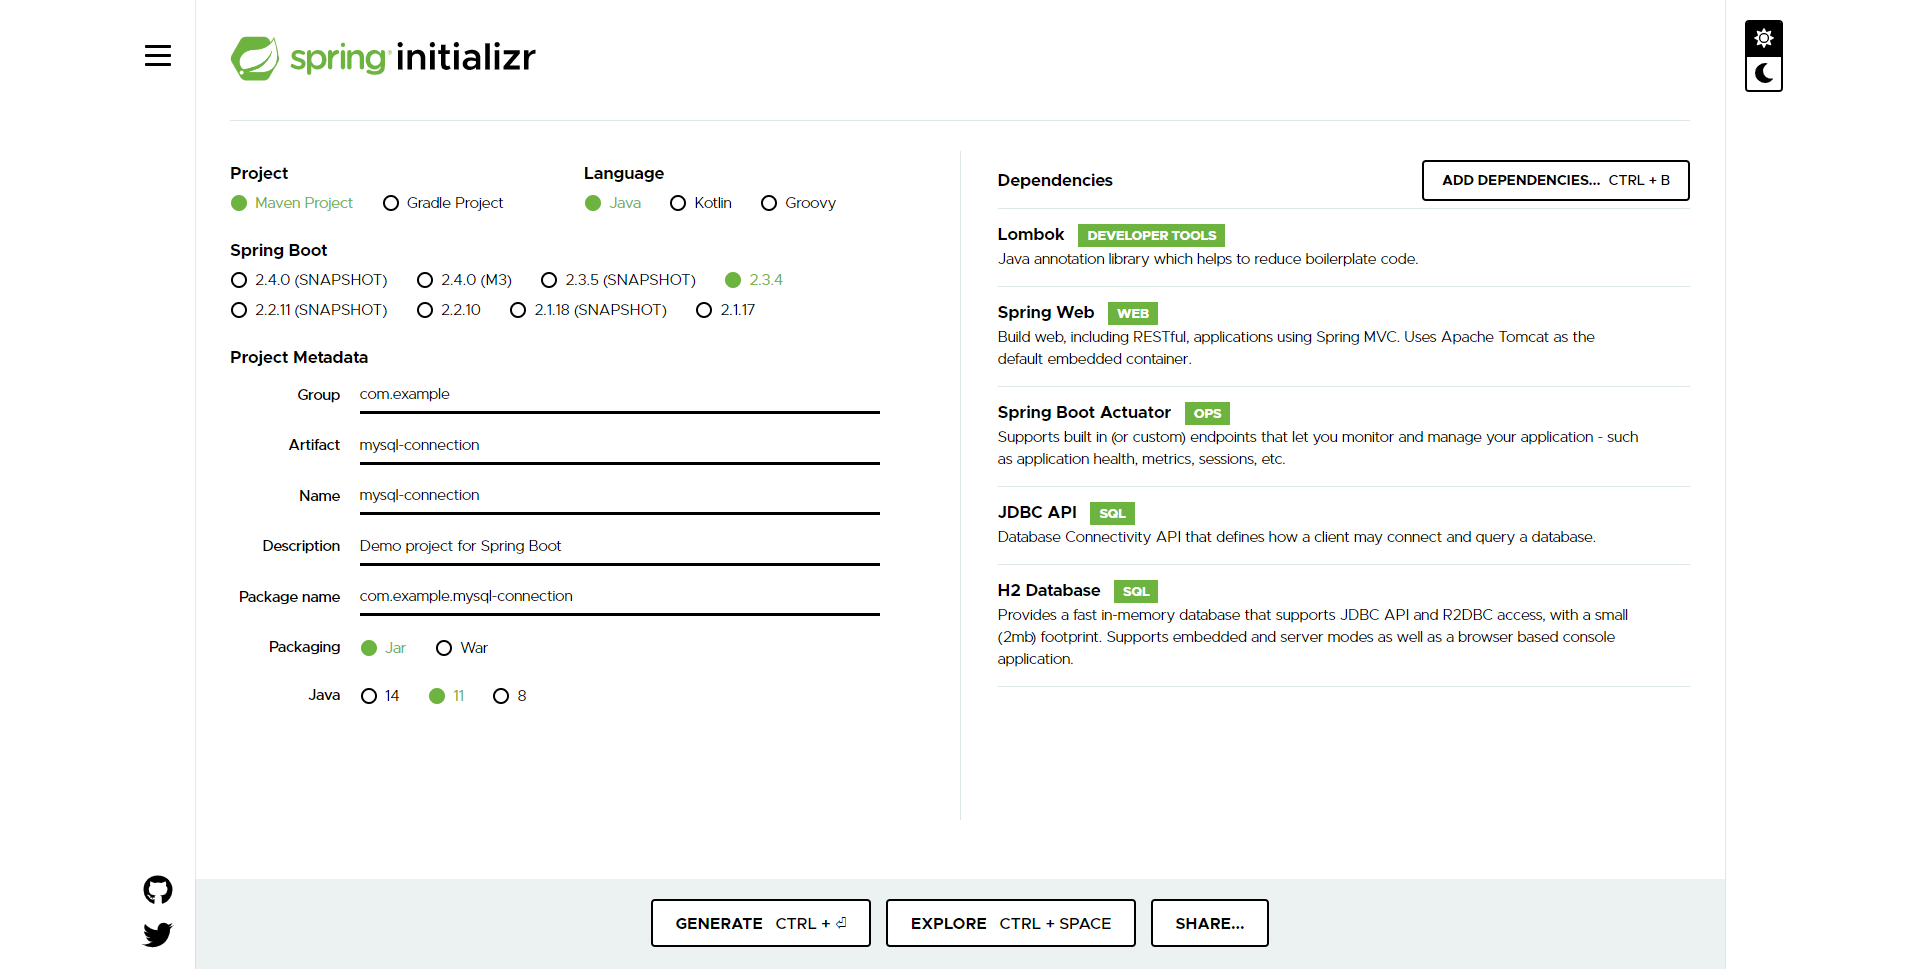 spring initializr
Project
Maven Project Gradle Project
Language
Java Kotlin Groovy
Spring Boot
2.4.0 (SNAPSHOT) 2.4.0 (M3) 2.3.5 (SNAPSHOT) 2.3.4
2.2.11 (SNAPSHOT) 2.2.10 2.1.18 (SNAPSHOT) 2.1.17
Project Metadata
Group com.example
Artifact mysql-connection
Name mysql-connection
Description Demo project for Spring Boot
Package name com.example.mysql-connection
Packaging Jar War
Java 14 11 8
Dependencies
ADD DEPENDENCIES... CTRL + B
Lombok DEVELOPER TOOLS
Java annotation library which helps to reduce boilerplate code.
Spring Web WEB
Build web, including RESTful, applications using Spring MVC. Uses Apache Tomcat as the
default embedded container.
Spring Boot Actuator OPS
Supports built in (or custom) endpoints that let you monitor and manage your application - such
as application health, metrics, sessions, etc.
JDBC API SQL
Database Connectivity API that defines how a client may connect and query a database.
H2 Database SQL
Provides a fast in-memory database that supports JDBC API and R2DBC access, with a small
(2mb) footprint. Supports embedded and server modes as well as a browser based console
application.
GENERATE CTRL + ⏎
EXPLORE CTRL + SPACE
SHARE...